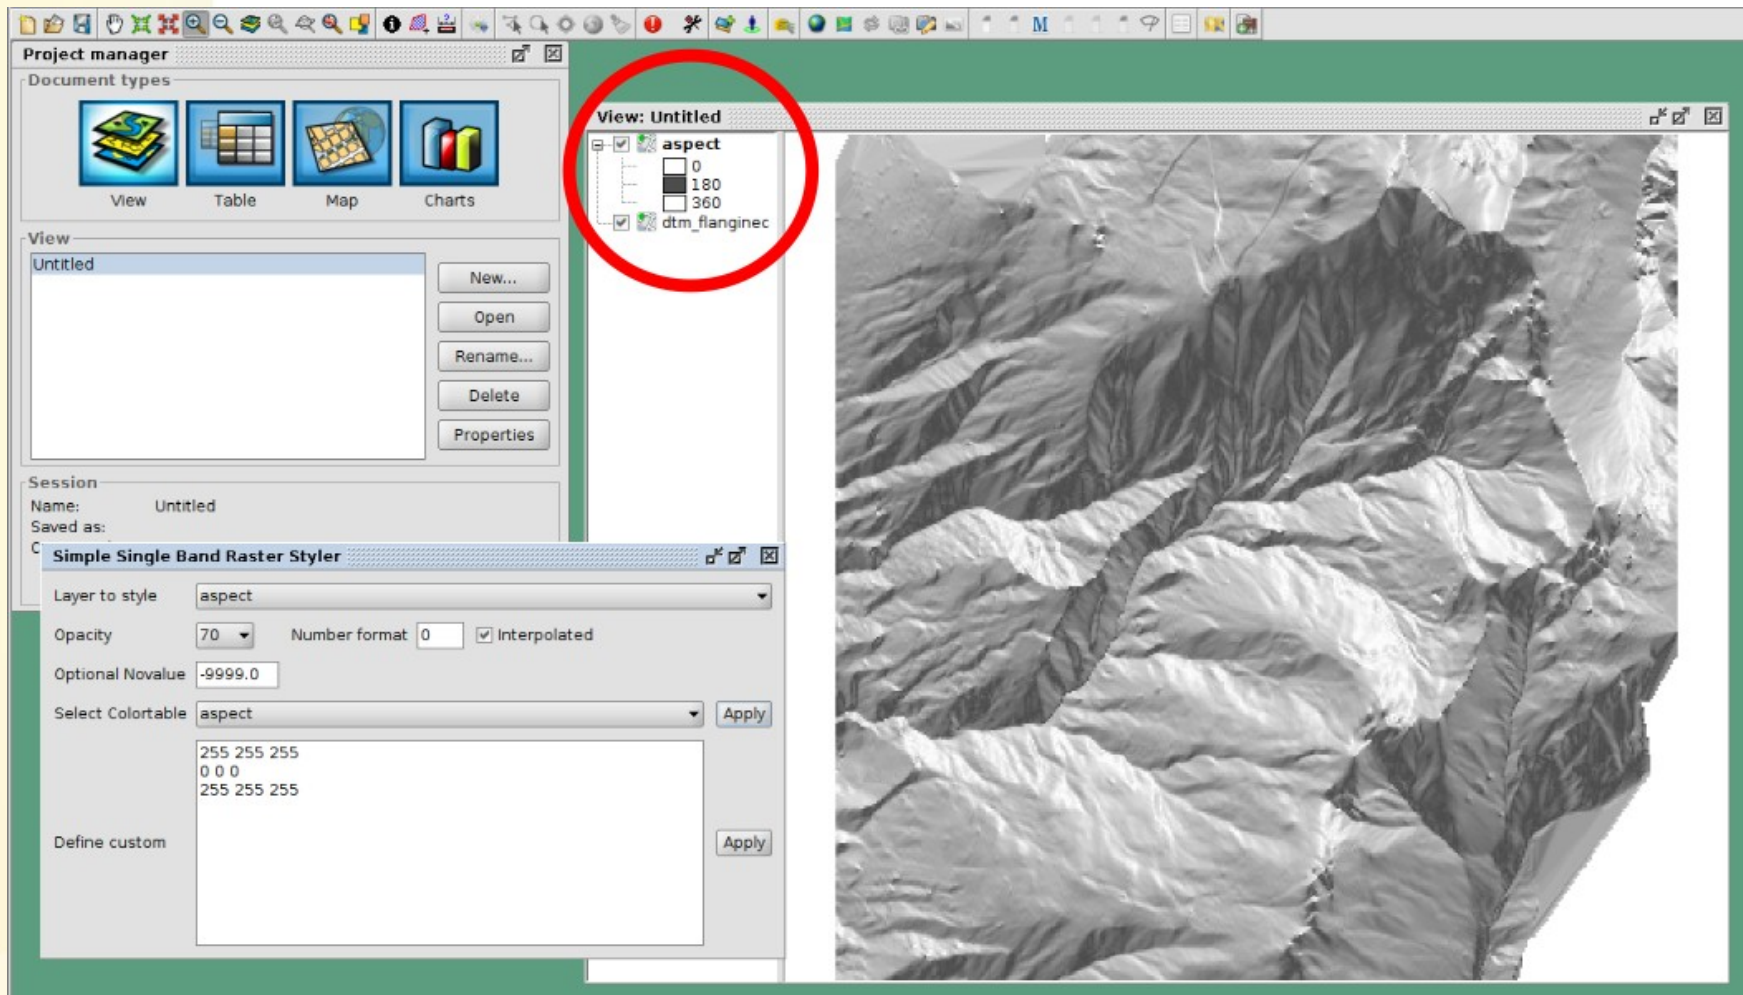 M
Project manager
Document types
View
Table
Map
Charts
View
Untitled
New...
Open
Rename...
Delete
Properties
Session
Name: Untitled
Saved as:
View: Untitled
aspect
0
180
360
dtm_flanginec
Simple Single Band Raster Styler
Layer to style aspect
Opacity 70 Number format 0 Interpolated
Optional Novalue -9999.0
Select Colortable aspect Apply
255 255 255
0 0 0
255 255 255
Define custom Apply